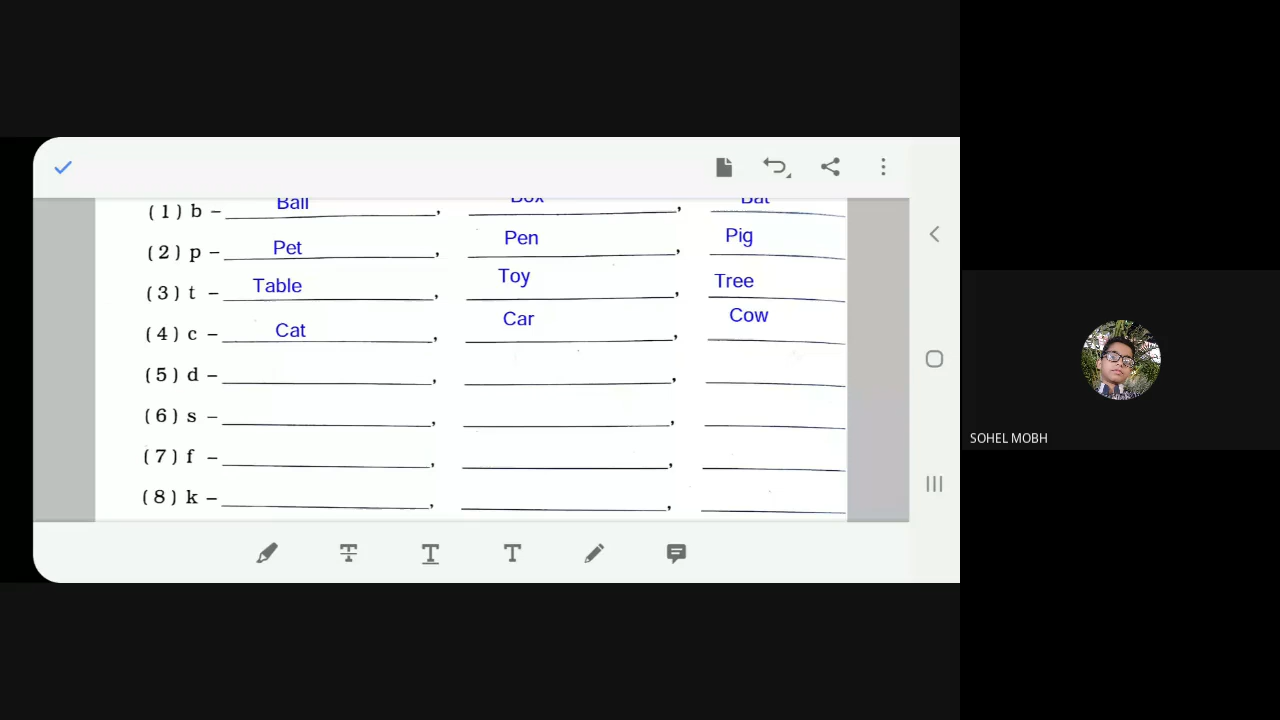 (1) b – Ball, Box, Bat
(2) p – Pet, Pen, Pig
(3) t – Table, Toy, Tree
(4) c – Cat, Car, Cow
(5) d – , ,
(6) s – , ,
(7) f – , ,
(8) k – , ,
SOHEL MOBH